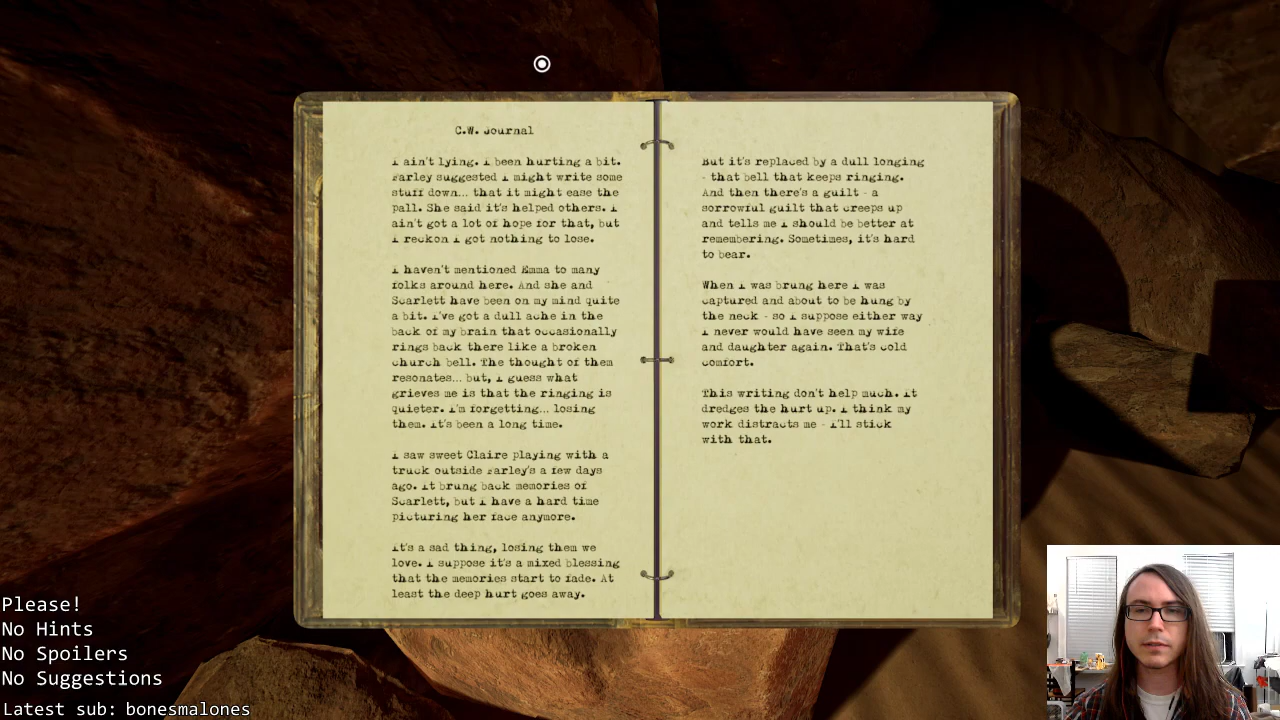 C.W. Journal
I ain't lying. I been hurting a bit.
Farley suggested I might write some
stuff down... that it might ease the
pall. She said it's helped others. I
ain't got a lot of hope for that, but
I reckon I got nothing to lose.
I haven't mentioned Emma to many
folks around here. And she and
Scarlett have been on my mind quite
a bit. I've got a dull ache in the
back of my brain that occasionally
rings back there like a broken
church bell. The thought of them
resonates... but, I guess what
grieves me is that the ringing is
quieter. I'm forgetting... losing
them. It's been a long time.
I saw sweet Claire playing with a
truck outside Farley's a few days
ago. It brung back memories of
Scarlett, but I have a hard time
picturing her face anymore.
It's a sad thing, losing them we
love. I suppose it's a mixed blessing
that the memories start to fade. At
least the deep hurt goes away.
But it's replaced by a dull longing
- that bell that keeps ringing.
And then there's a guilt - a
sorrowful guilt that creeps up
and tells me I should be better at
remembering. Sometimes, it's hard
to bear.
When I was brung here I was
captured and about to be hung by
the neck - so I suppose either way
I never would have seen my wife
and daughter again. That's cold
comfort.
This writing don't help much. It
dredges the hurt up. I think my
work distracts me - I'll stick
with that.
Please!
No Hints
No Spoilers
No Suggestions
Latest sub: bonesmalones